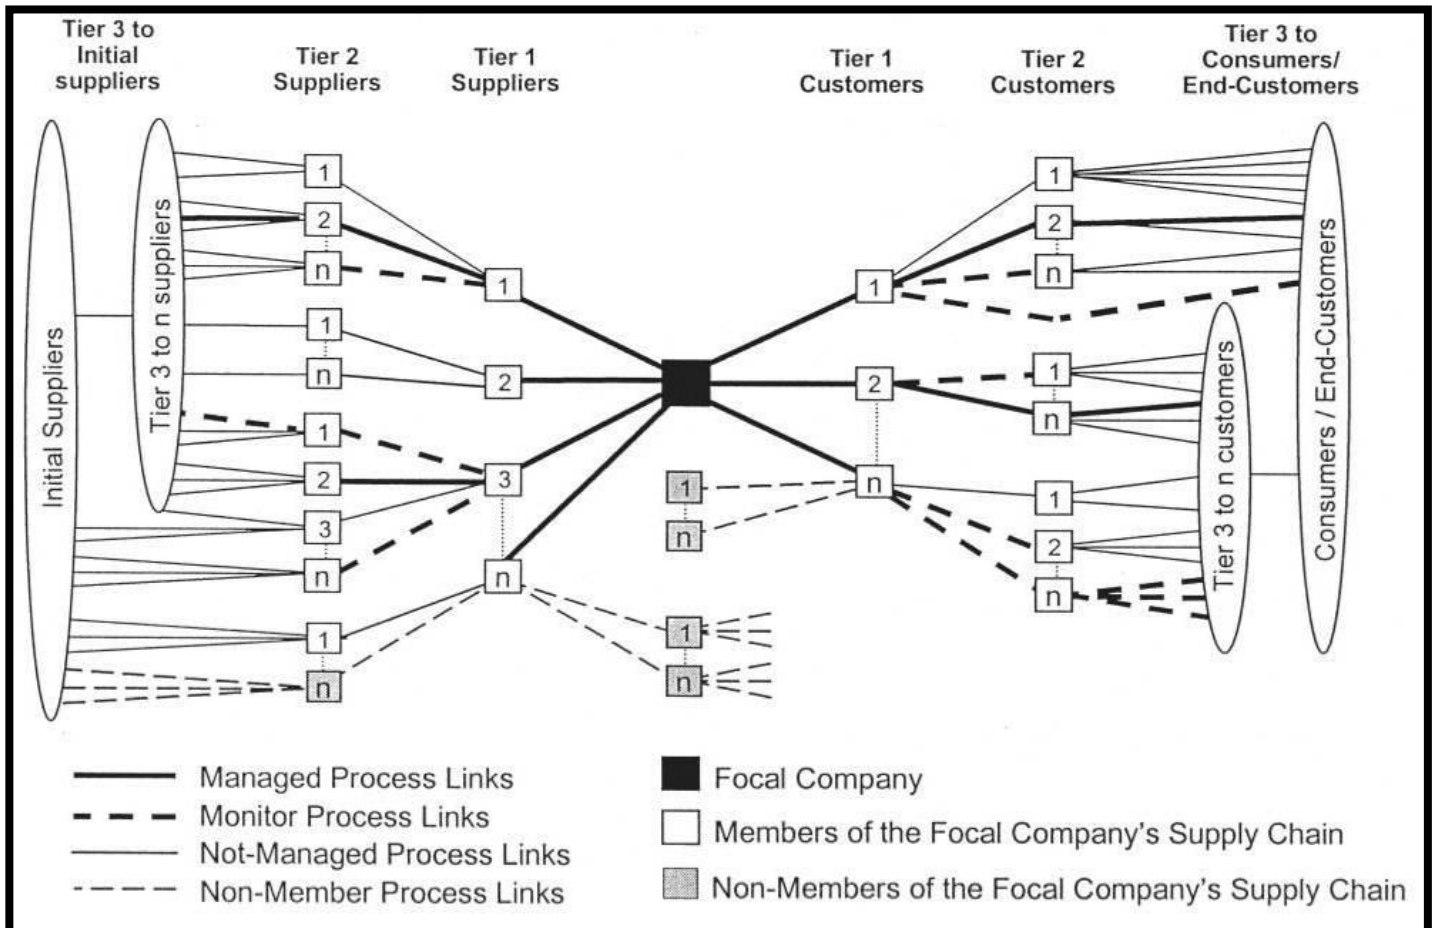 Tier 3 to
Initial
suppliers
Tier 2
Suppliers
Tier 1
Suppliers
Tier 1
Customers
Tier 2
Customers
Tier 3 to
Consumers/
End-Customers
Initial Suppliers
Tier 3 to n suppliers
1
2
n
1
n
1
2
3
n
1
n
1
2
3
n
1
n
1
n
1
2
n
1
2
n
1
n
1
2
n
Tier 3 to n customers
Consumers / End-Customers
Managed Process Links
Monitor Process Links
Not-Managed Process Links
Non-Member Process Links
Focal Company
Members of the Focal Company's Supply Chain
Non-Members of the Focal Company's Supply Chain